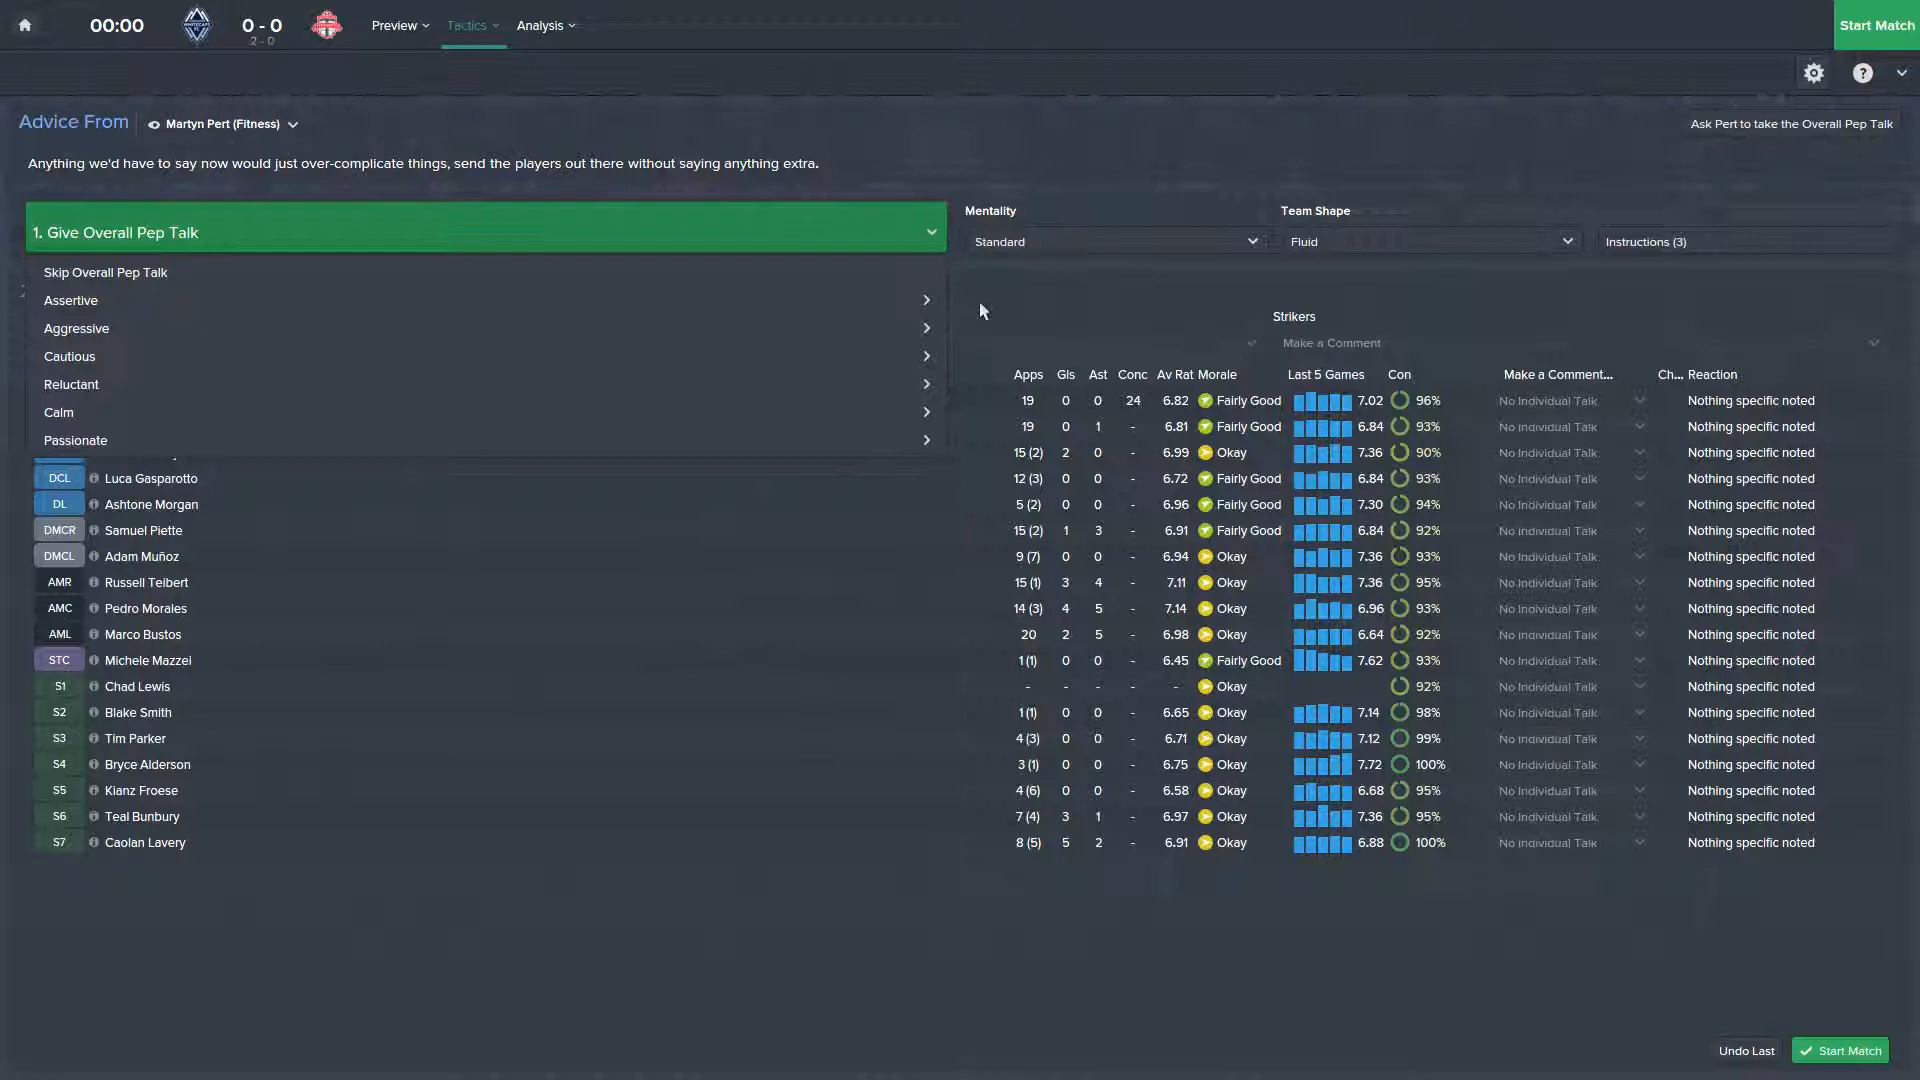 00:00
0 - 0
2 - 0
Preview
Tactics
Analysis
Start Match
?
Advice From
Martyn Pert (Fitness)
Ask Pert to take the Overall Pep Talk
Anything we'd have to say now would just over-complicate things, send the players out there without saying anything extra.
1. Give Overall Pep Talk
Mentality
Team Shape
Standard
Fluid
Instructions (3)
Skip Overall Pep Talk
Assertive
Aggressive
Cautious
Reluctant
Calm
Passionate
Strikers
Make a Comment
Apps Gls Ast Conc Av Rat Morale Last 5 Games Con Make a Comment... Ch... Reaction
19 0 0 24 6.82 Fairly Good 7.02 96% No Individual Talk Nothing specific noted
19 0 1 - 6.81 Fairly Good 6.84 93% No Individual Talk Nothing specific noted
15 (2) 2 0 - 6.99 Okay 7.36 90% No Individual Talk Nothing specific noted
DCL Luca Gasparotto 12 (3) 0 0 - 6.72 Fairly Good 6.84 93% No Individual Talk Nothing specific noted
DL Ashtone Morgan 5 (2) 0 0 - 6.96 Fairly Good 7.30 94% No Individual Talk Nothing specific noted
DMCR Samuel Piette 15 (2) 1 3 - 6.91 Fairly Good 6.84 92% No Individual Talk Nothing specific noted
DMCL Adam Muñoz 9 (7) 0 0 - 6.94 Okay 7.36 93% No Individual Talk Nothing specific noted
AMR Russell Teibert 15 (1) 3 4 - 7.11 Okay 7.36 95% No Individual Talk Nothing specific noted
AMC Pedro Morales 14 (3) 4 5 - 7.14 Okay 6.96 93% No Individual Talk Nothing specific noted
AML Marco Bustos 20 2 5 - 6.98 Okay 6.64 92% No Individual Talk Nothing specific noted
STC Michele Mazzei 1 (1) 0 0 - 6.45 Fairly Good 7.62 93% No Individual Talk Nothing specific noted
S1 Chad Lewis - - - - - Okay 92% No Individual Talk Nothing specific noted
S2 Blake Smith 1 (1) 0 0 - 6.65 Okay 7.14 98% No Individual Talk Nothing specific noted
S3 Tim Parker 4 (3) 0 0 - 6.71 Okay 7.12 99% No Individual Talk Nothing specific noted
S4 Bryce Alderson 3 (1) 0 0 - 6.75 Okay 7.72 100% No Individual Talk Nothing specific noted
S5 Kianz Froese 4 (6) 0 0 - 6.58 Okay 6.68 95% No Individual Talk Nothing specific noted
S6 Teal Bunbury 7 (4) 3 1 - 6.97 Okay 7.36 95% No Individual Talk Nothing specific noted
S7 Caolan Lavery 8 (5) 5 2 - 6.91 Okay 6.88 100% No Individual Talk Nothing specific noted
Undo Last
Start Match